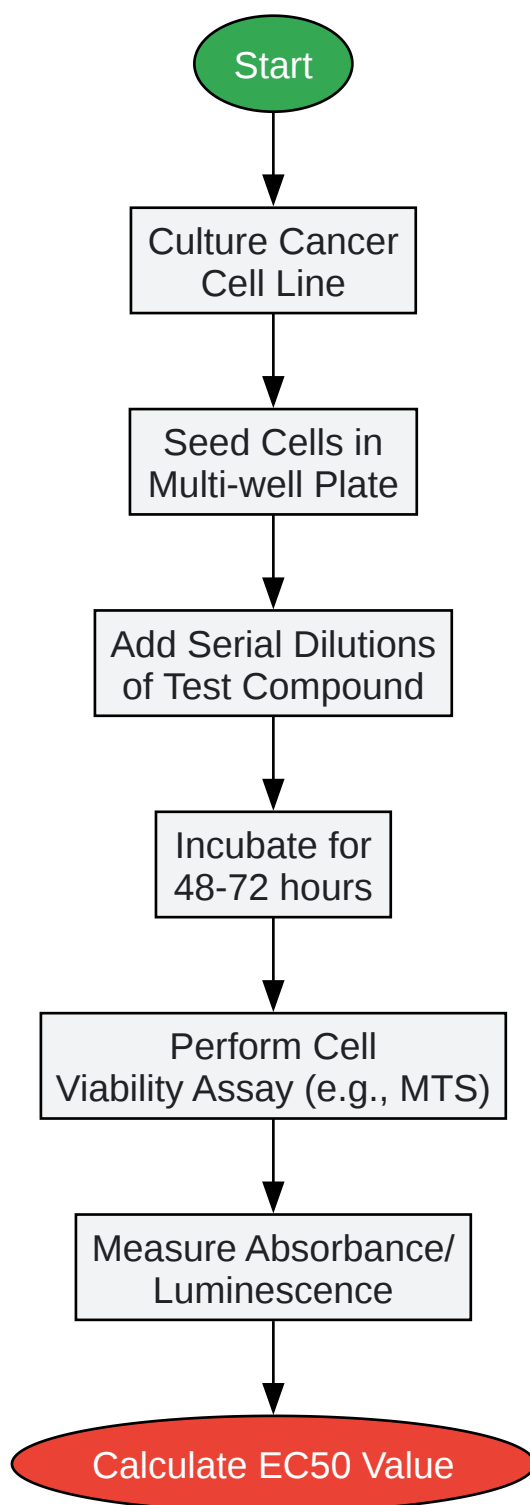 Start
Culture Cancer
Cell Line
Seed Cells in
Multi-well Plate
Add Serial Dilutions
of Test Compound
Incubate for
48-72 hours
Perform Cell
Viability Assay (e.g., MTS)
Measure Absorbance/
Luminescence
Calculate EC50 Value